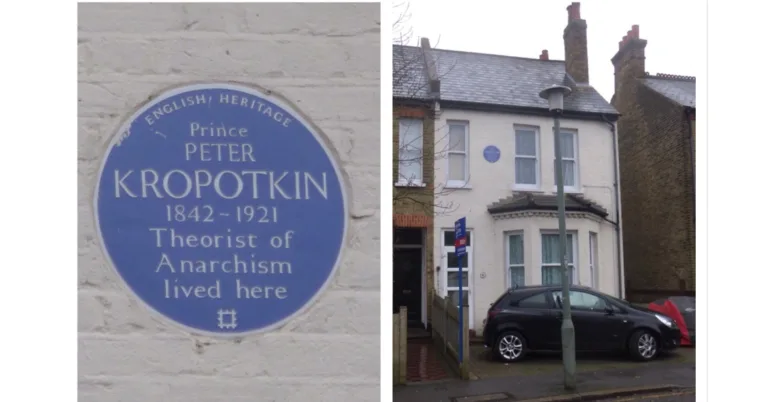 ENGLISH HERITAGE
Prince
PETER
KROPOTKIN
1842-1921
Theorist of
Anarchism
lived here